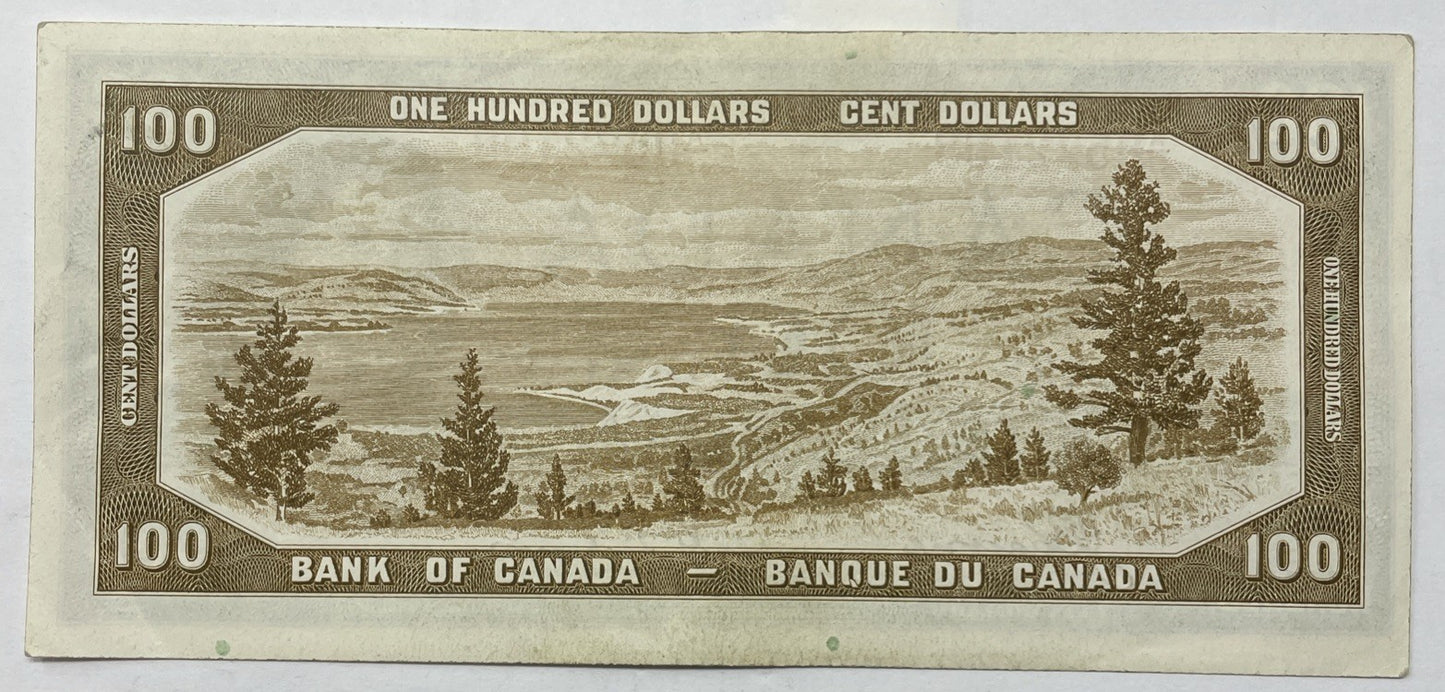 100
ONE HUNDRED DOLLARS CENT DOLLARS
100
CENT DOLLARS
ONE HUNDRED DOLLARS
100
BANK OF CANADA — BANQUE DU CANADA
100